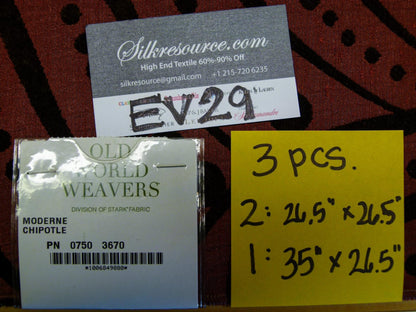 Silkresource.com
High End Textile 60%-90% Off
silkresource@gmail.com +1 215-720 6235
EV29
OLD
WORLD
WEAVERS
DIVISION OF STARK FABRIC
MODERNE
CHIPOTLE
PN 0750 3670
*1006849000*
3 pcs.
2: 26.5" x 26.5"
1: 35" x 26.5"